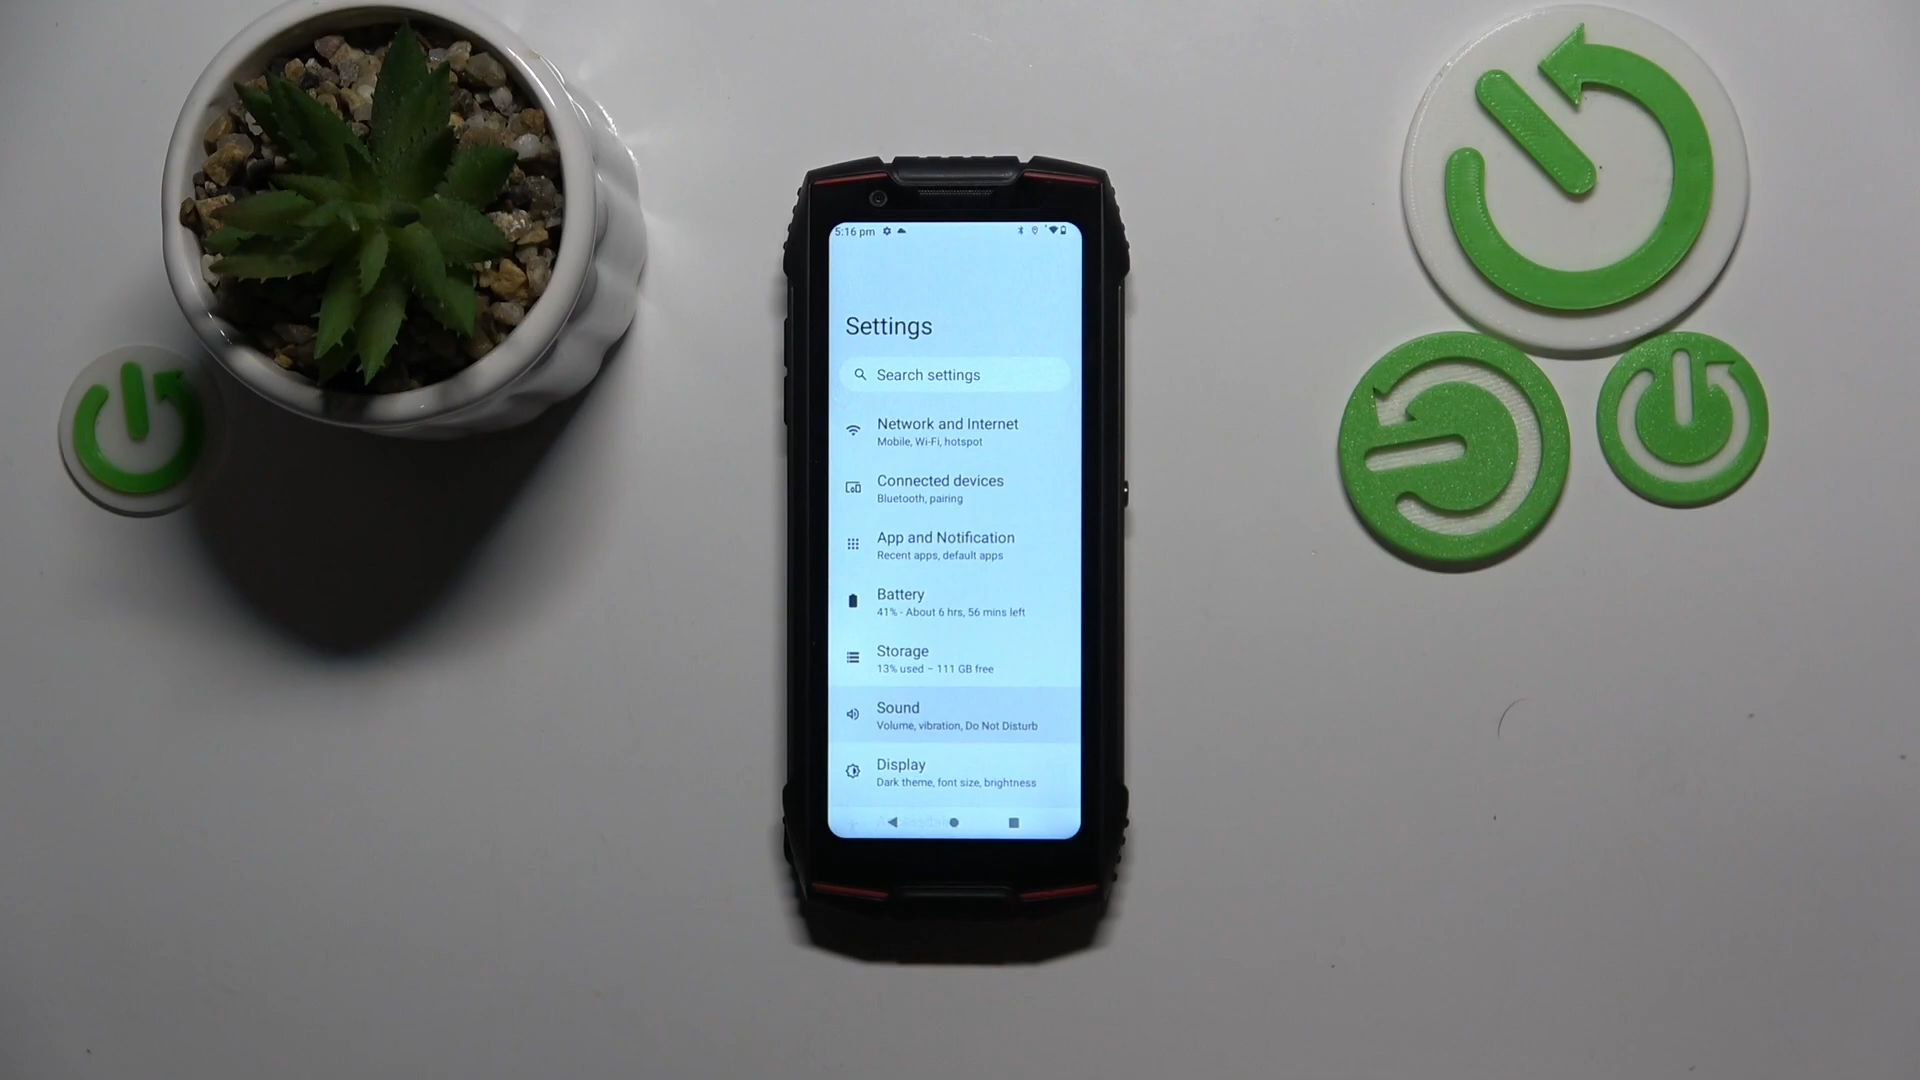 5:16 pm
Settings
Search settings
Network and Internet
Mobile, Wi-Fi, hotspot
Connected devices
Bluetooth, pairing
App and Notification
Recent apps, default apps
Battery
41% - About 6 hrs, 56 mins left
Storage
13% used – 111 GB free
Sound
Volume, vibration, Do Not Disturb
Display
Dark theme, font size, brightness